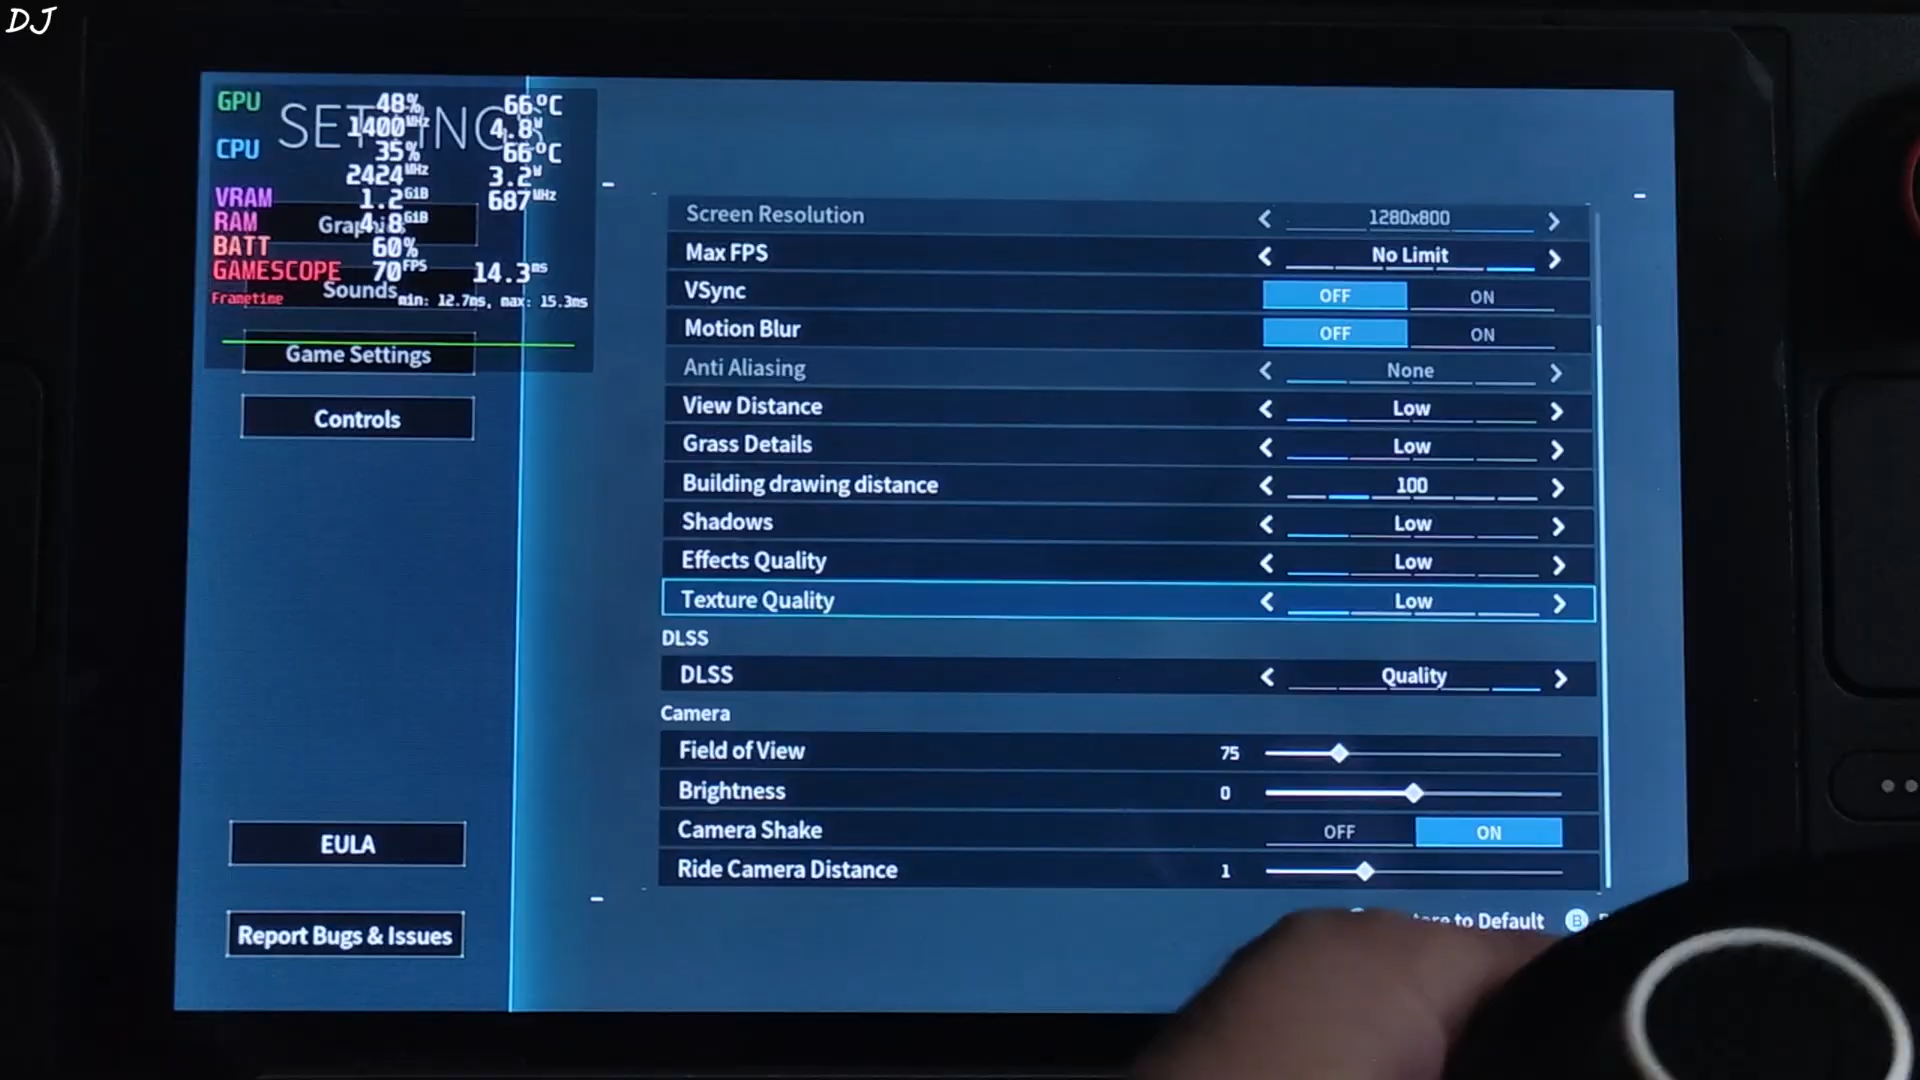 DJ
SETTINGS
GPU 48% 66°C
1400MHz 4.8W
CPU 35% 66°C
2424MHz 3.2W
VRAM 1.2GiB 687MHz
RAM 4.8GiB
BATT 60%
GAMESCOPE 70FPS 14.3ms
Frametime min: 12.7ms, max: 15.3ms
Graphics
Sounds
Game Settings
Controls
EULA
Report Bugs & Issues
Screen Resolution 1280x800
Max FPS No Limit
VSync OFF ON
Motion Blur OFF ON
Anti Aliasing None
View Distance Low
Grass Details Low
Building drawing distance 100
Shadows Low
Effects Quality Low
Texture Quality Low
DLSS
DLSS Quality
Camera
Field of View 75
Brightness 0
Camera Shake OFF ON
Ride Camera Distance 1
to Default B